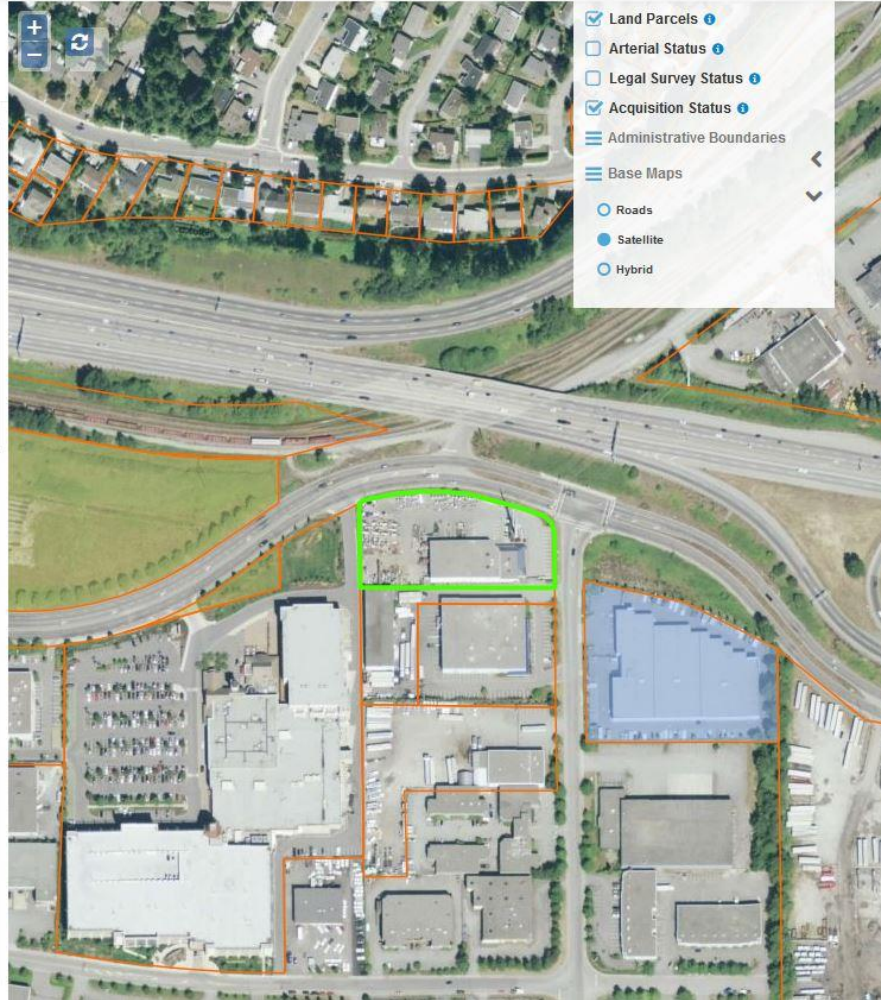 +
−
Land Parcels
Arterial Status
Legal Survey Status
Acquisition Status
Administrative Boundaries
Base Maps
Roads
Satellite
Hybrid